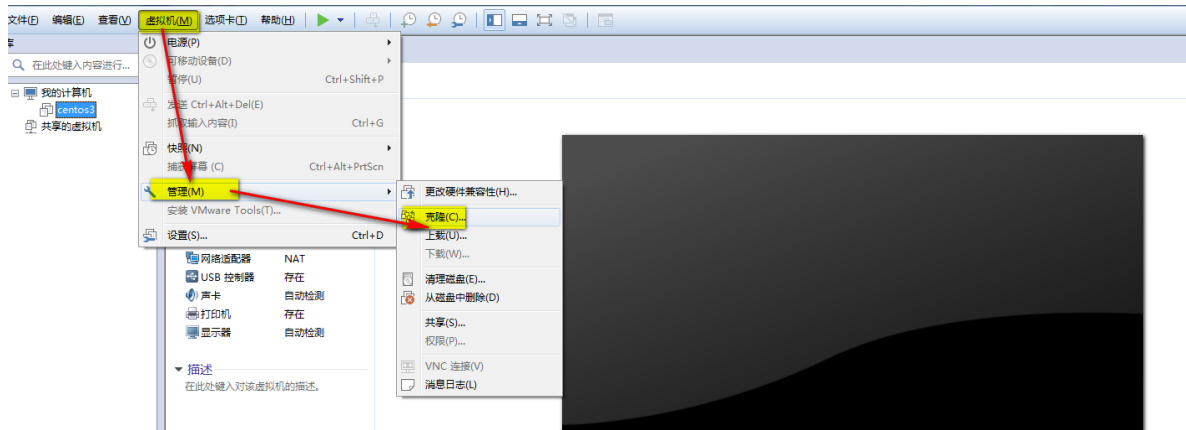 文件(F) 编辑(E) 查看(V) 虚拟机(M) 选项卡(T) 帮助(H)
库
在此处键入内容进行...
我的计算机
centos3
共享的虚拟机
电源(P)
可移动设备(D)
暂停(U) Ctrl+Shift+P
发送 Ctrl+Alt+Del(E)
抓取输入内容(I) Ctrl+G
快照(N)
捕获屏幕 (C) Ctrl+Alt+PrtScn
管理(M)
安装 VMware Tools(T)...
设置(S)... Ctrl+D
更改硬件兼容性(H)...
克隆(C)...
上载(U)...
下载(W)...
清理磁盘(E)...
从磁盘中删除(D)
共享(S)...
权限(P)...
VNC 连接(V)
消息日志(L)
网络适配器 NAT
USB 控制器 存在
声卡 自动检测
打印机 存在
显示器 自动检测
描述
在此处键入对该虚拟机的描述。